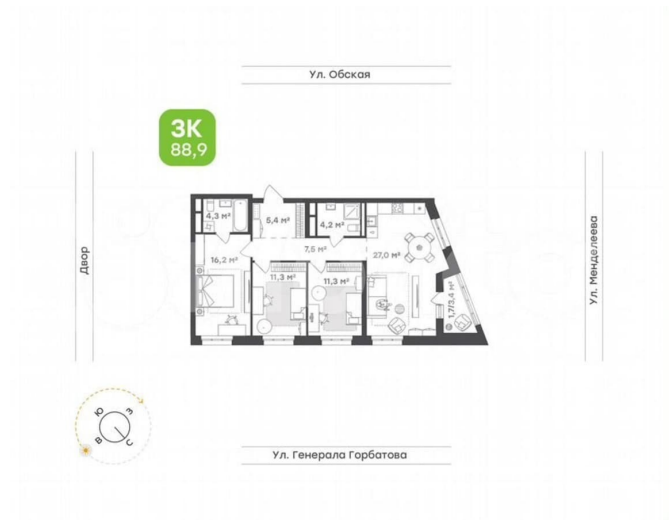 Ул. Обская
3К
88,9
4,3 м²
5,4 м²
4,2 м²
7,5 м²
27,0 м²
16,2 м²
11,3 м²
11,3 м²
1,7/3,4 м²
Двор
Ул. Менделеева
Ю
З
В
С
Ул. Генерала Горбатова